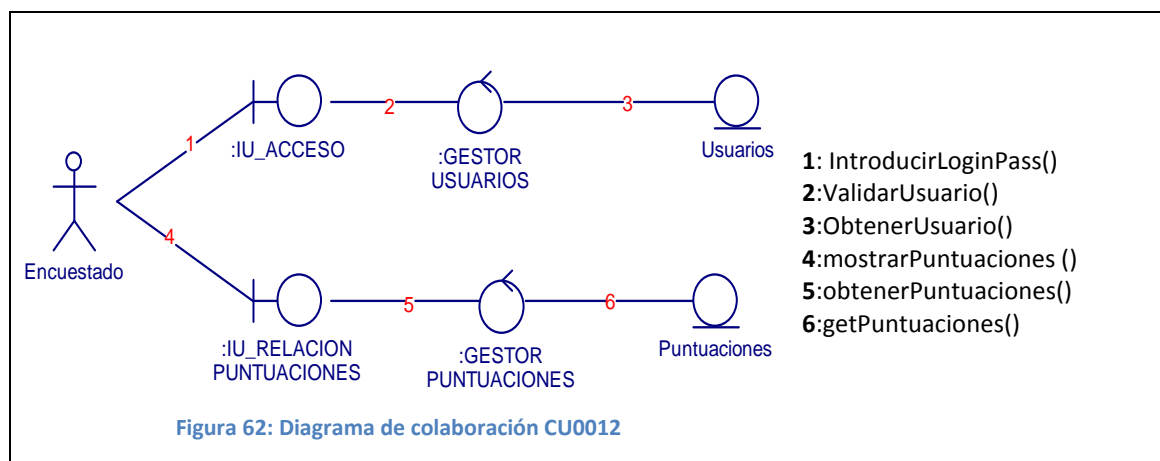 1
2
3
:IU_ACCESO
:GESTOR
USUARIOS
Usuarios
Encuestado
4
5
6
:IU_RELACION
PUNTUACIONES
:GESTOR
PUNTUACIONES
Puntuaciones
1: IntroducirLoginPass()
2:ValidarUsuario()
3:ObtenerUsuario()
4:mostrarPuntuaciones ()
5:obtenerPuntuaciones()
6:getPuntuaciones()
Figura 62: Diagrama de colaboración CU0012